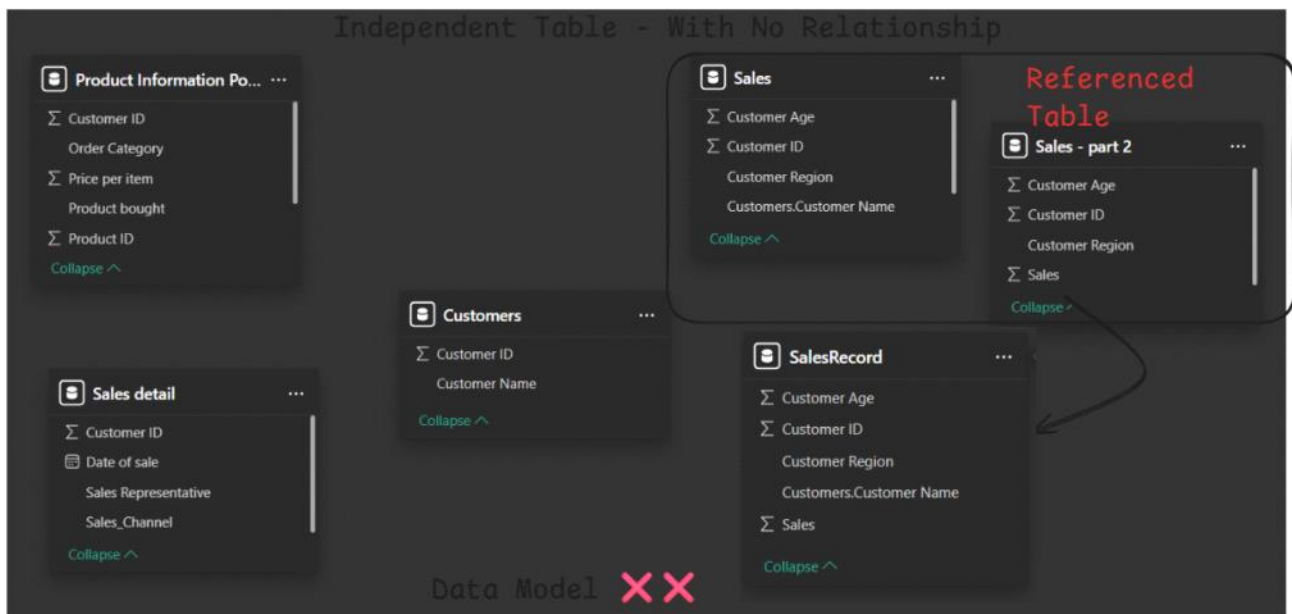 Independent Table - With No Relationship
Product Information Po... ...
Σ Customer ID
Order Category
Σ Price per item
Product bought
Σ Product ID
Collapse
Sales ...
Σ Customer Age
Σ Customer ID
Customer Region
Customers.Customer Name
Collapse
Referenced
Table
Sales - part 2 ...
Σ Customer Age
Σ Customer ID
Customer Region
Σ Sales
Collapse
Customers ...
Σ Customer ID
Customer Name
Collapse
SalesRecord ...
Σ Customer Age
Σ Customer ID
Customer Region
Customers.Customer Name
Σ Sales
Collapse
Sales detail ...
Σ Customer ID
Date of sale
Sales Representative
Sales_Channel
Collapse
Data Model ❌❌